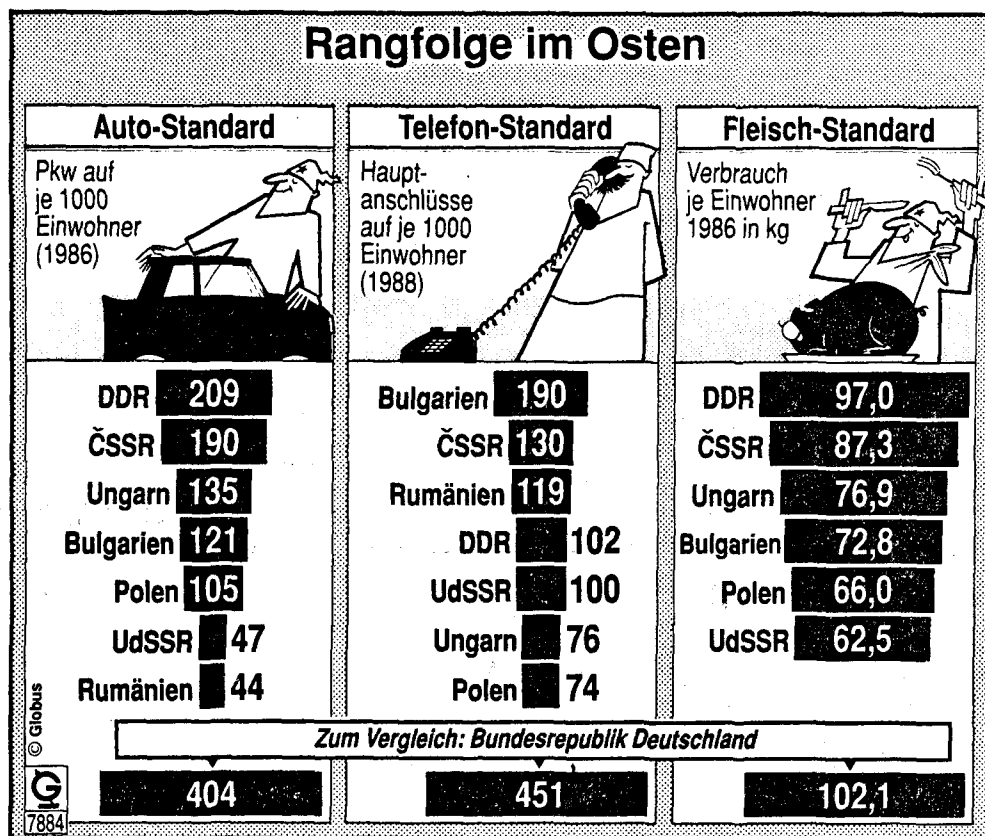 Rangfolge im Osten
Auto-Standard
Pkw auf
je 1000
Einwohner
(1986)
DDR 209
ČSSR 190
Ungarn 135
Bulgarien 121
Polen 105
UdSSR 47
Rumänien 44
Telefon-Standard
Haupt-
anschlüsse
auf je 1000
Einwohner
(1988)
Bulgarien 190
ČSSR 130
Rumänien 119
DDR 102
UdSSR 100
Ungarn 76
Polen 74
Fleisch-Standard
Verbrauch
je Einwohner
1986 in kg
DDR 97,0
ČSSR 87,3
Ungarn 76,9
Bulgarien 72,8
Polen 66,0
UdSSR 62,5
Zum Vergleich: Bundesrepublik Deutschland
404 451 102,1
© Globus
G
7884